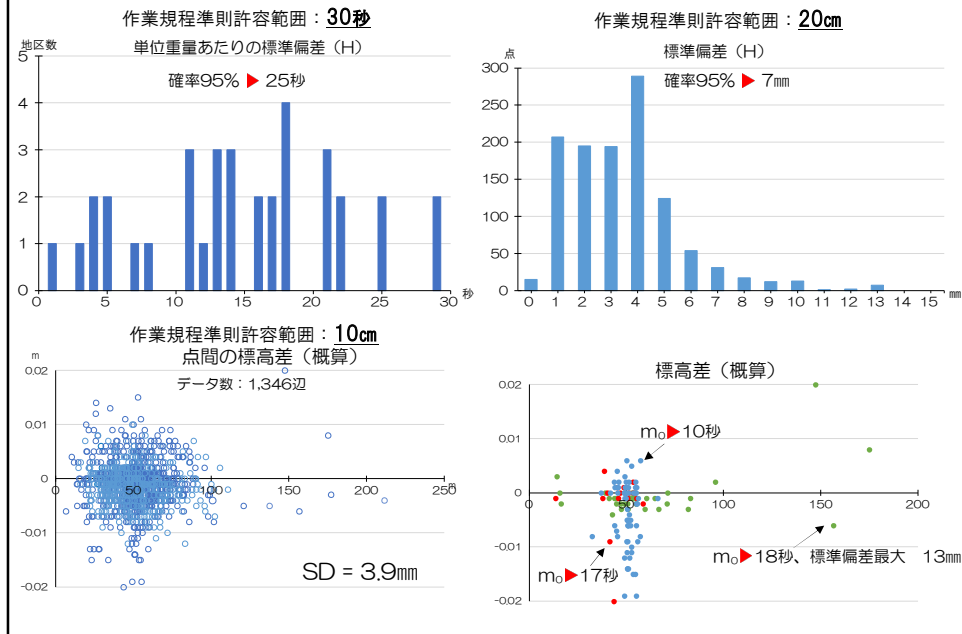 作業規程準則許容範囲：30秒
地区数
単位重量あたりの標準偏差（H）
確率95% ▶ 25秒
5
4
3
2
1
0
0 5 10 15 20 25 30 秒
作業規程準則許容範囲：20cm
点
標準偏差（H）
確率95% ▶ 7mm
300
250
200
150
100
50
0
0 1 2 3 4 5 6 7 8 9 10 11 12 13 14 15 mm
作業規程準則許容範囲：10cm
m
点間の標高差（概算）
データ数：1,346辺
0.02
0.01
0
-0.01
-0.02
0 50 100 150 200 250
m
SD = 3.9mm
標高差（概算）
0.02
0.01
0
-0.01
-0.02
0 50 100 150 200
m₀▶10秒
m₀▶17秒
m₀▶18秒、標準偏差最大 13mm